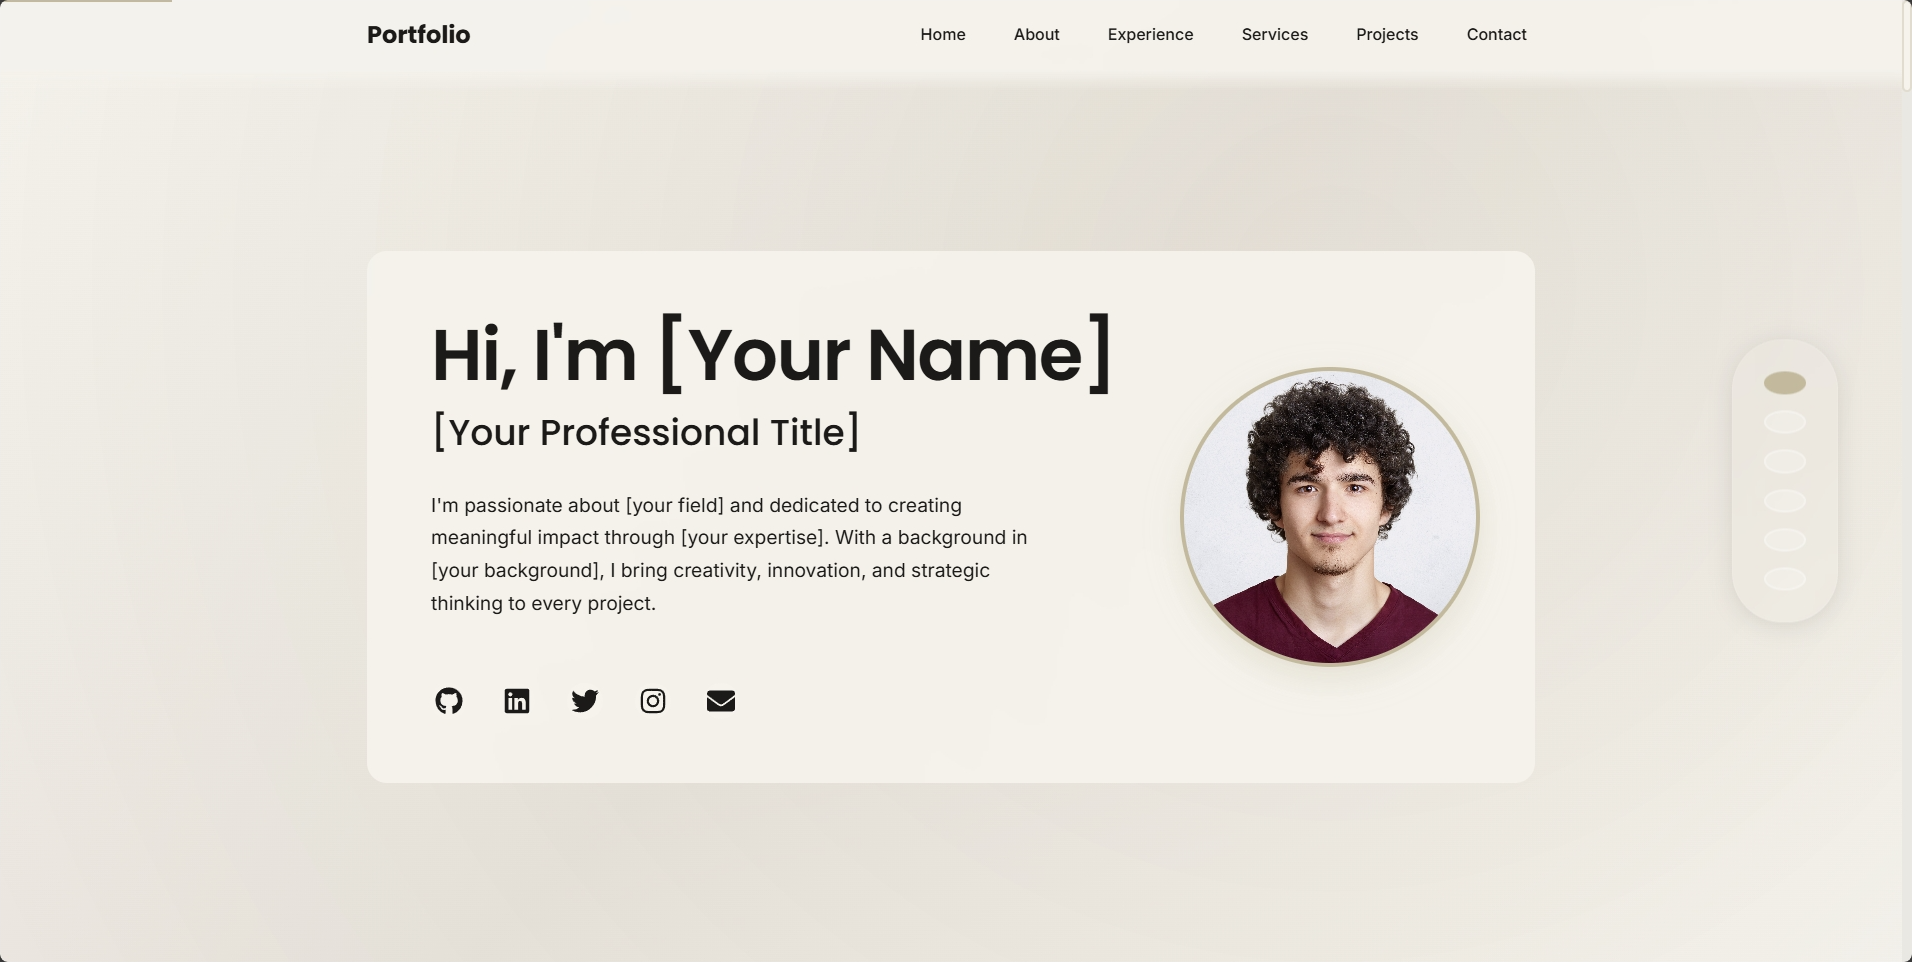 Portfolio
Home About Experience Services Projects Contact
Hi, I'm [Your Name]
[Your Professional Title]
I'm passionate about [your field] and dedicated to creating
meaningful impact through [your expertise]. With a background in
[your background], I bring creativity, innovation, and strategic
thinking to every project.